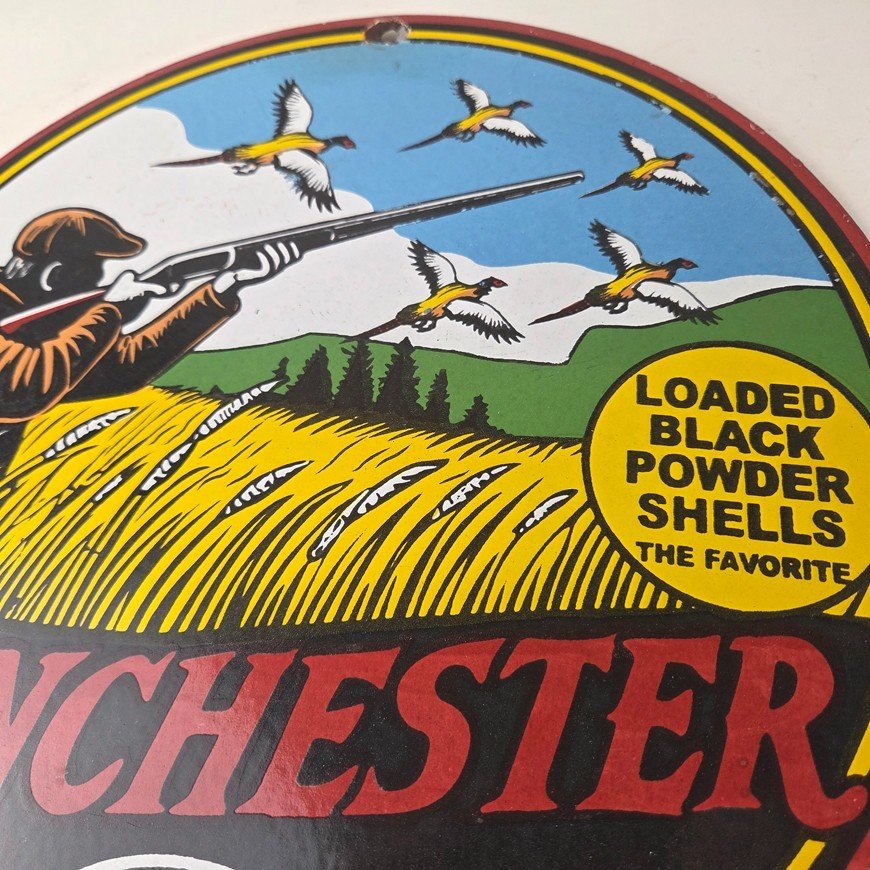 LOADED
BLACK
POWDER
SHELLS
THE FAVORITE
NCHESTER